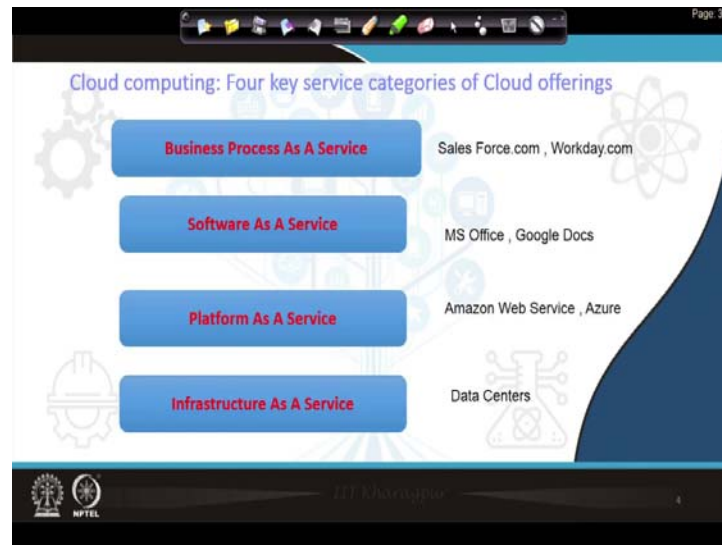 Page. 3
Cloud computing: Four key service categories of Cloud offerings
Business Process As A Service
Sales Force.com , Workday.com
Software As A Service
MS Office , Google Docs
Platform As A Service
Amazon Web Service , Azure
Infrastructure As A Service
Data Centers
NPTEL
IIT Kharagpur
4